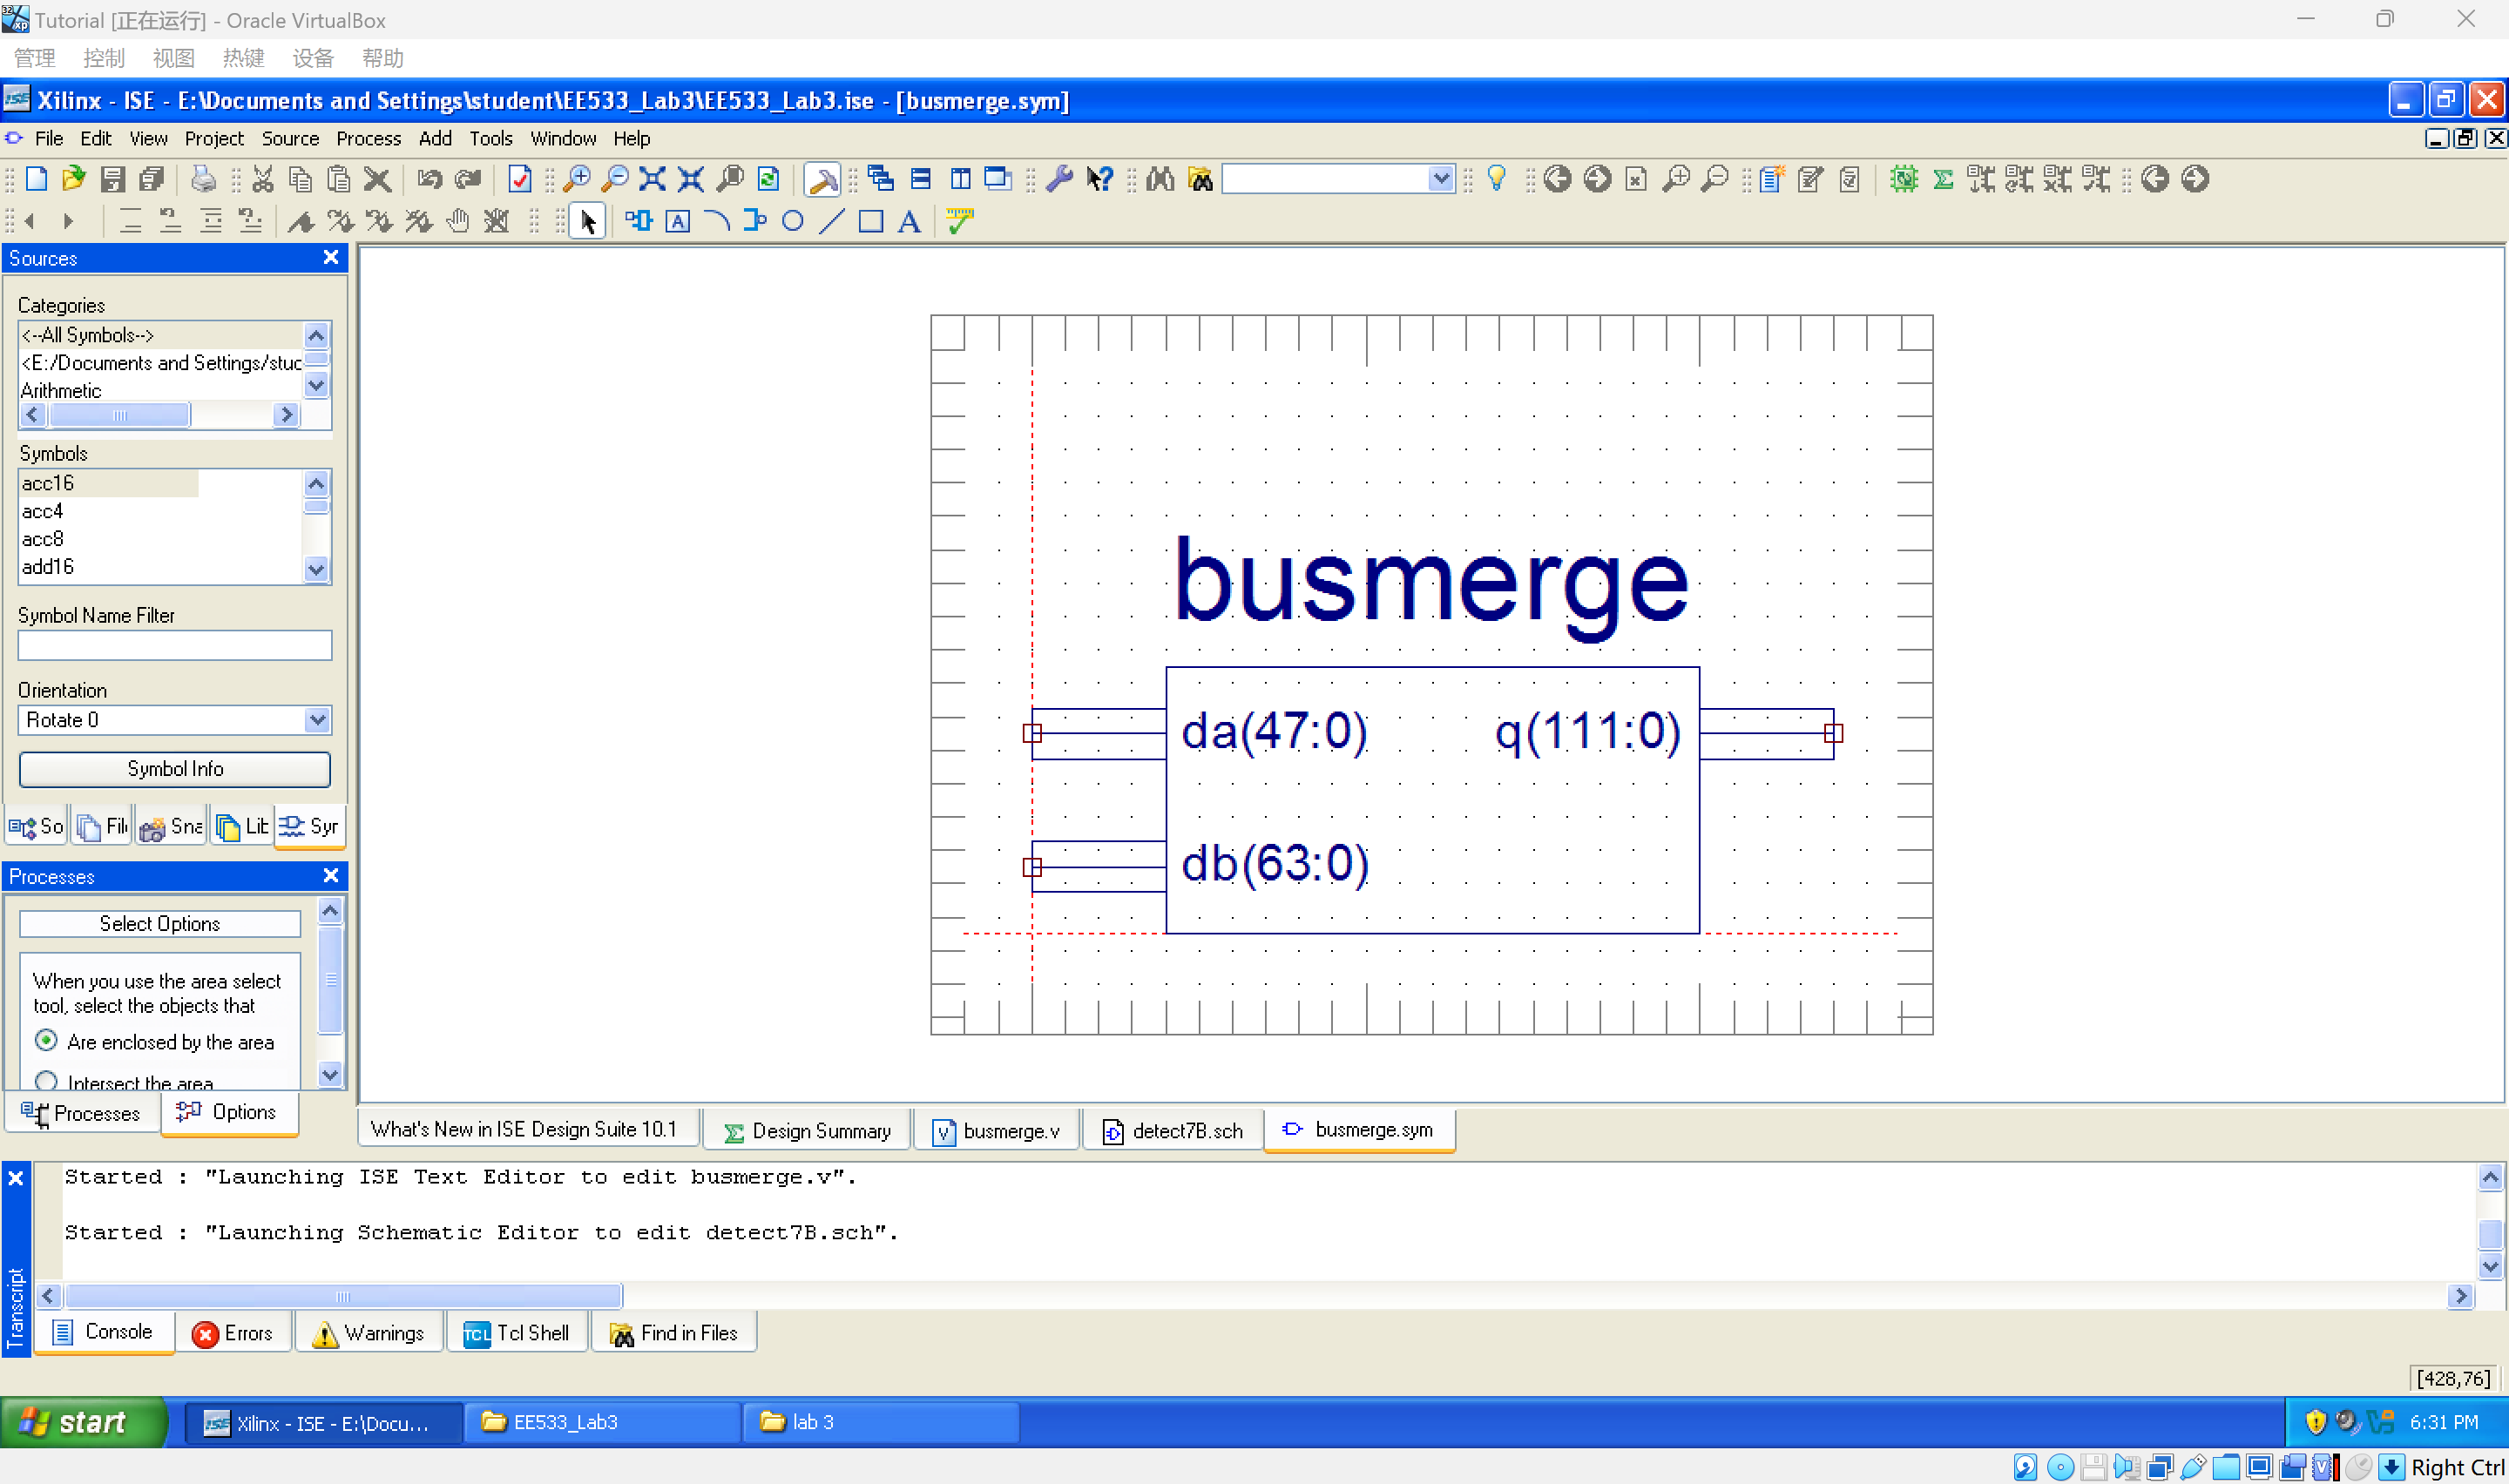 Tutorial [正在运行] - Oracle VirtualBox
管理 控制 视图 热键 设备 帮助
Xilinx - ISE - E:\Documents and Settings\student\EE533_Lab3\EE533_Lab3.ise - [busmerge.sym]
File Edit View Project Source Process Add Tools Window Help
Sources
Categories
<--All Symbols-->
<E:/Documents and Settings/stuc
Arithmetic
Symbols
acc16
acc4
acc8
add16
Symbol Name Filter
Orientation
Rotate 0
Symbol Info
So Fil Sna Lib Syr
Processes
Select Options
When you use the area select
tool, select the objects that
Are enclosed by the area
Intersect the area
Processes Options
busmerge
da(47:0) q(111:0)
db(63:0)
What's New in ISE Design Suite 10.1 Design Summary busmerge.v detect7B.sch busmerge.sym
Transcript
Started : "Launching ISE Text Editor to edit busmerge.v".
Started : "Launching Schematic Editor to edit detect7B.sch".
Console Errors Warnings Tcl Shell Find in Files
[428,76]
start Xilinx - ISE - E:\Docu... EE533_Lab3 lab 3 6:31 PM
Right Ctrl